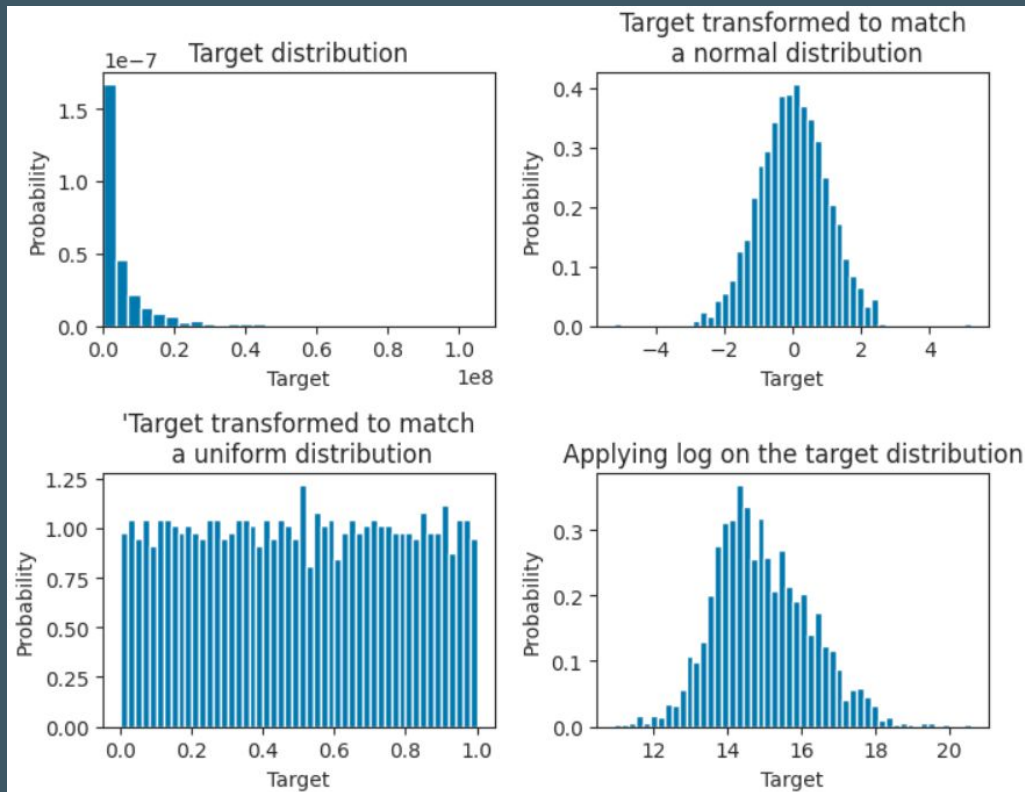 Target distribution
1e−7
Probability
1.5
1.0
0.5
0.0
0.0 0.2 0.4 0.6 0.8 1.0
Target
1e8
Target transformed to match
a normal distribution
Probability
0.4
0.3
0.2
0.1
0.0
−4 −2 0 2 4
Target
'Target transformed to match
a uniform distribution
Probability
1.25
1.00
0.75
0.50
0.25
0.00
0.0 0.2 0.4 0.6 0.8 1.0
Target
Applying log on the target distribution
Probability
0.3
0.2
0.1
0.0
12 14 16 18 20
Target